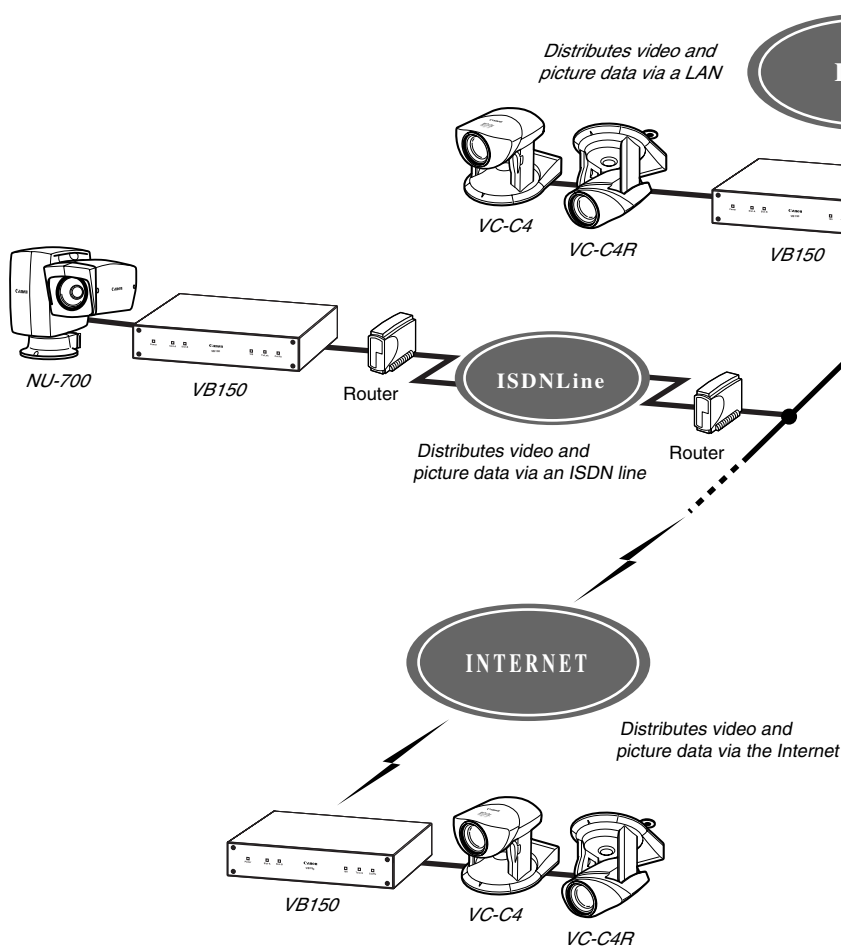 Distributes video and
picture data via a LAN
VC-C4
VC-C4R
VB150
NU-700
VB150
Router
ISDNLine
Distributes video and
picture data via an ISDN line
Router
INTERNET
Distributes video and
picture data via the Internet
VB150
VC-C4
VC-C4R